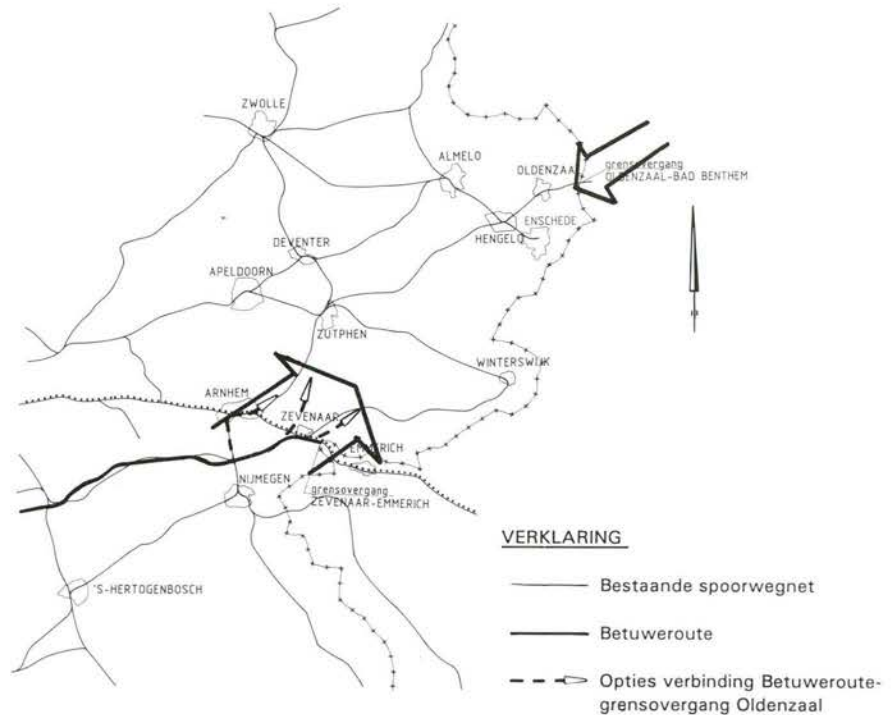 ZWOLLE
ALMELO
OLDENZAAL
grensovergang
OLDENZAAL-BAD BENTHEM
ENSCHEDE
HENGELO
DEVENTER
APELDOORN
ZUTPHEN
WINTERSWIJK
ARNHEM
ZEVENAAR
EMMERICH
NIJMEGEN
grensovergang
ZEVENAAR-EMMERICH
'S-HERTOGENBOSCH
VERKLARING
Bestaande spoorwegnet
Betuweroute
Opties verbinding Betuweroute-
grensovergang Oldenzaal